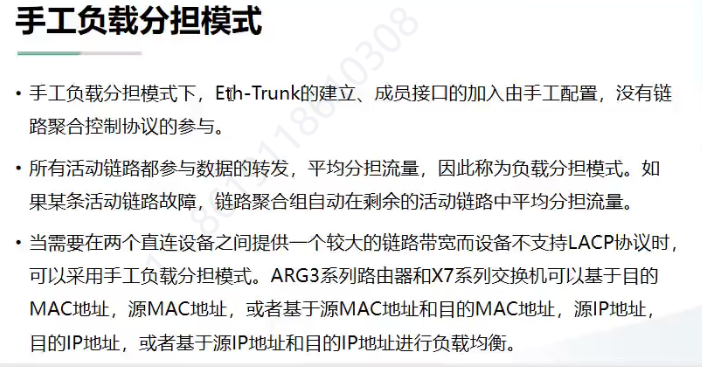 手工负载分担模式
• 手工负载分担模式下，Eth-Trunk的建立、成员接口的加入由手工配置，没有链
路聚合控制协议的参与。
• 所有活动链路都参与数据的转发，平均分担流量，因此称为负载分担模式。如
果某条活动链路故障，链路聚合组自动在剩余的活动链路中平均分担流量。
• 当需要在两个直连设备之间提供一个较大的链路带宽而设备不支持LACP协议时，
可以采用手工负载分担模式。ARG3系列路由器和X7系列交换机可以基于目的
MAC地址，源MAC地址，或者基于源MAC地址和目的MAC地址，源IP地址，
目的IP地址，或者基于源IP地址和目的IP地址进行负载均衡。